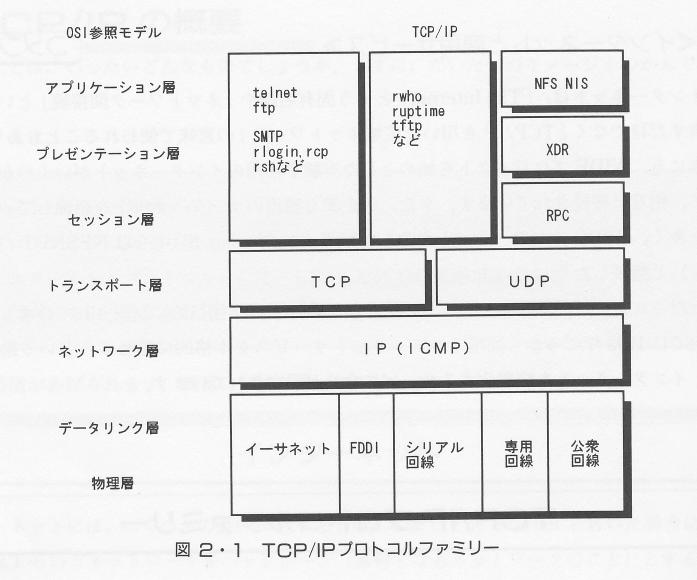 OSI参照モデル
TCP/IP
アプリケーション層
プレゼンテーション層
セッション層
トランスポート層
ネットワーク層
データリンク層
物理層
telnet
ftp
SMTP
rlogin,rcp
rshなど
rwho
ruptime
tftp
など
NFS NIS
XDR
RPC
TCP
UDP
IP(ICMP)
イーサネット
FDDI
シリアル
回線
専用
回線
公衆
回線
図 2・1 TCP/IPプロトコルファミリー